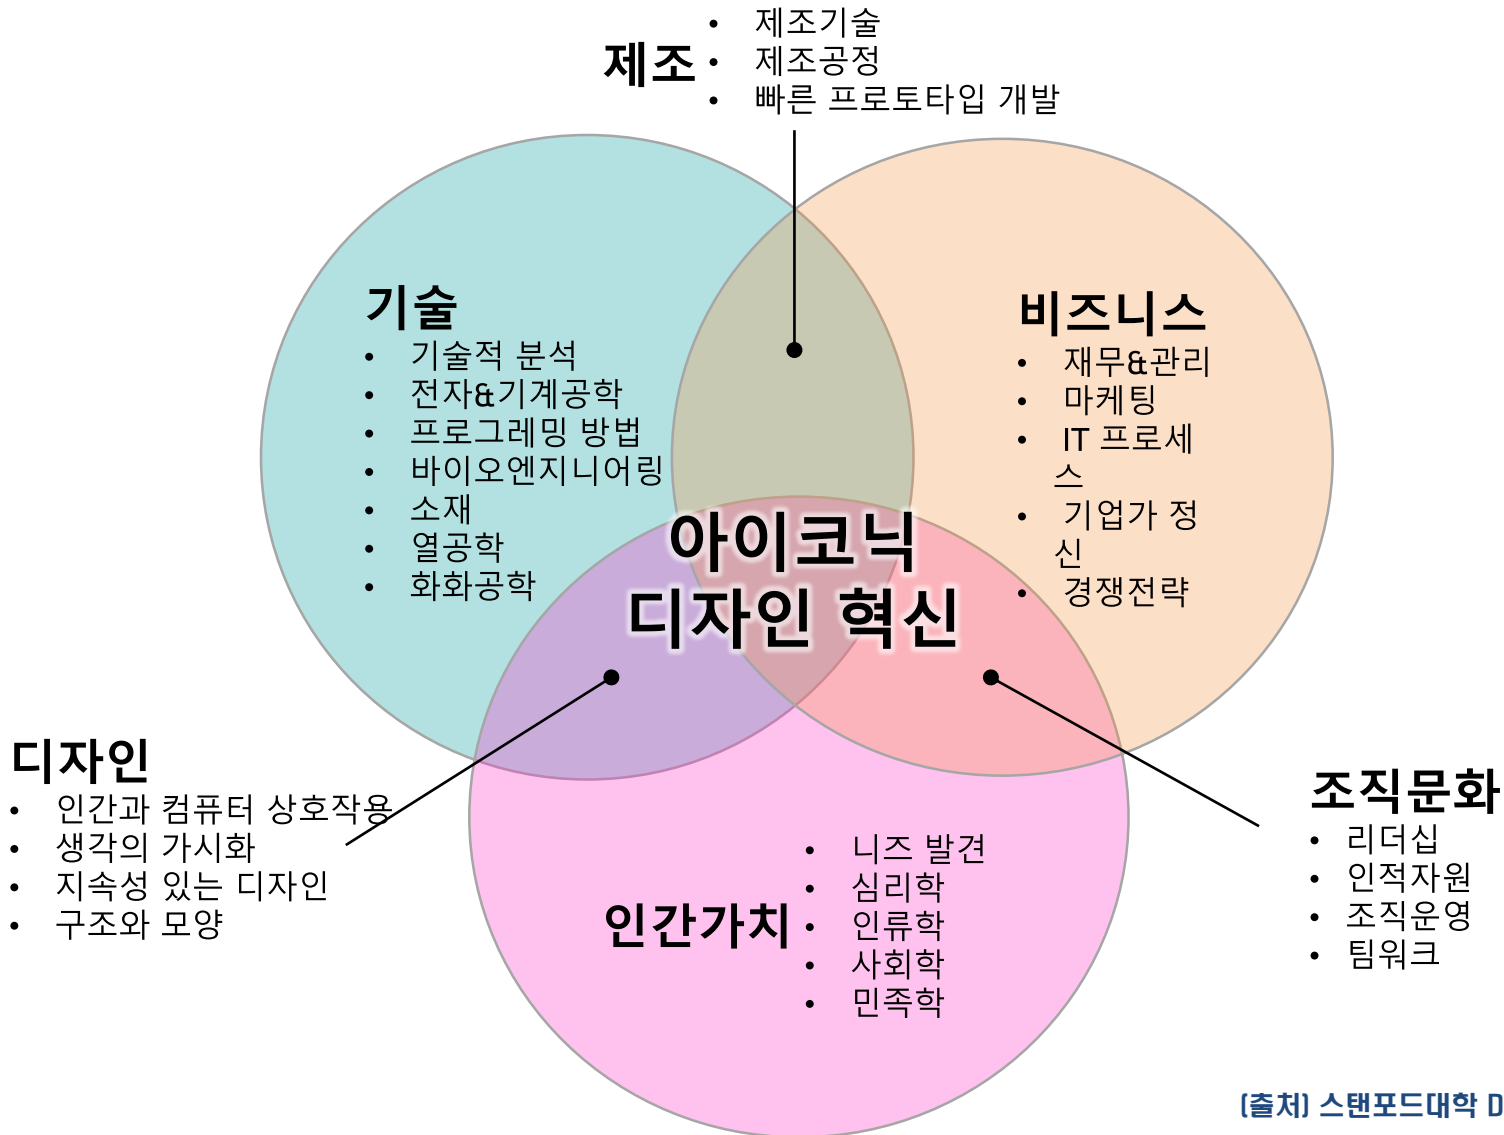 제조
• 제조기술
• 제조공정
• 빠른 프로토타입 개발
기술
• 기술적 분석
• 전자&기계공학
• 프로그레밍 방법
• 바이오엔지니어링
• 소재
• 열공학
• 화화공학
비즈니스
• 재무&관리
• 마케팅
• IT 프로세
스
• 기업가 정
신
• 경쟁전략
아이코닉
디자인 혁신
디자인
• 인간과 컴퓨터 상호작용
• 생각의 가시화
• 지속성 있는 디자인
• 구조와 모양
조직문화
• 리더십
• 인적자원
• 조직운영
• 팀워크
인간가치
• 니즈 발견
• 심리학
• 인류학
• 사회학
• 민족학
(출처) 스탠포드대학 D